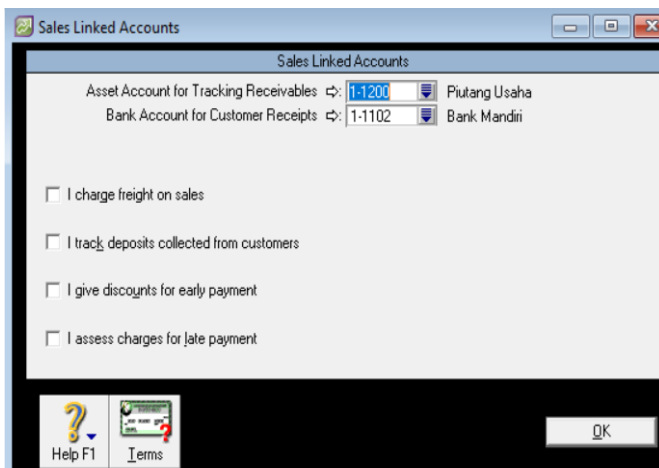 Sales Linked Accounts
Sales Linked Accounts
Asset Account for Tracking Receivables ⇨: 1-1200 Piutang Usaha
Bank Account for Customer Receipts ⇨: 1-1102 Bank Mandiri
I charge freight on sales
I track deposits collected from customers
I give discounts for early payment
I assess charges for late payment
Help F1 Terms OK